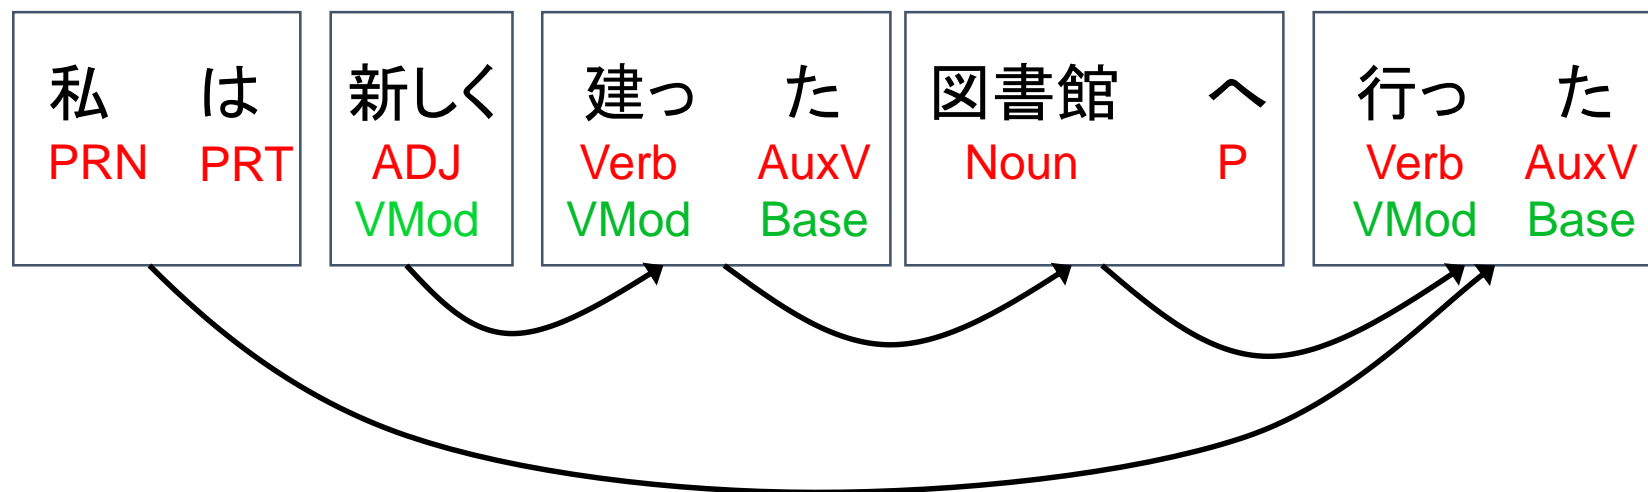 私 は 新しく 建っ た 図書館 へ 行っ た
PRN PRT ADJ Verb AuxV Noun P Verb AuxV
VMod VMod Base VMod Base